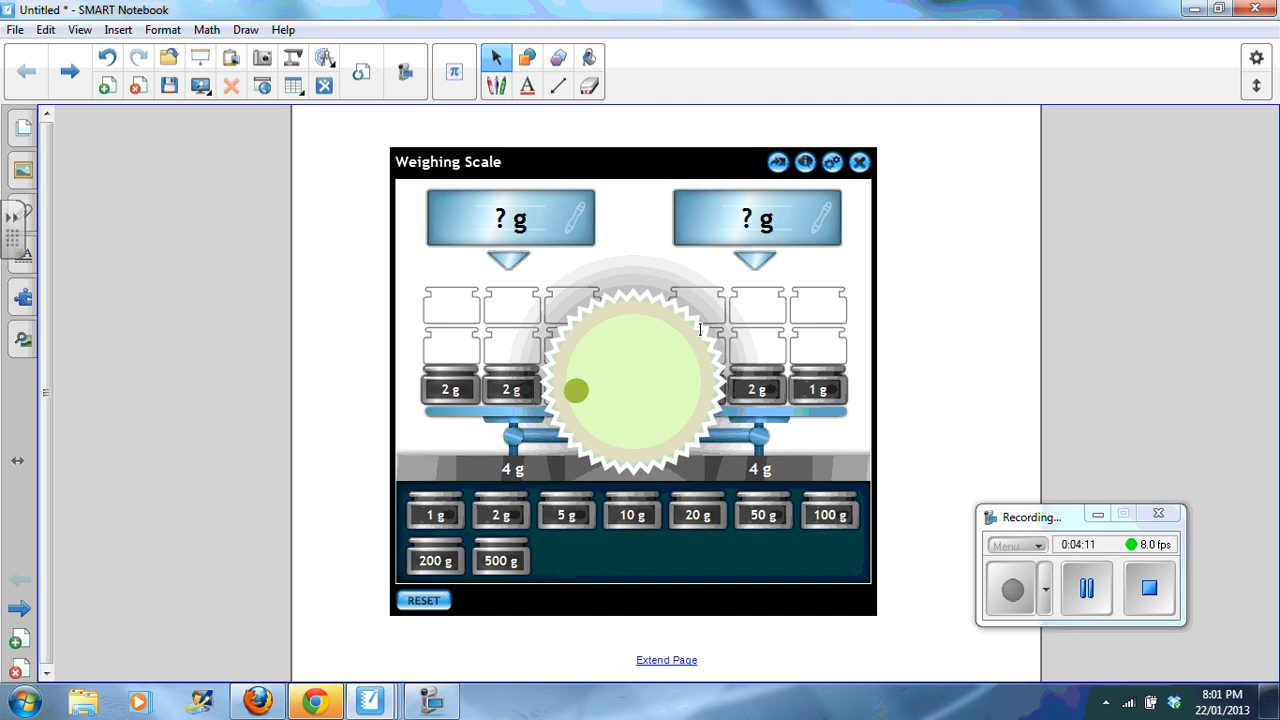 Untitled * - SMART Notebook
File Edit View Insert Format Math Draw Help
π
A
Weighing Scale
? g ? g
2 g 2 g 2 g 1 g
4 g 4 g
1 g 2 g 5 g 10 g 20 g 50 g 100 g
200 g 500 g
RESET
Recording...
Menu 0:04:11 8.0 fps
Extend Page
8:01 PM
22/01/2013